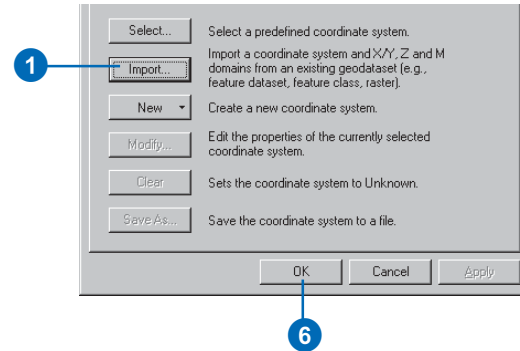 Select...
Select a predefined coordinate system.
1
Import...
Import a coordinate system and X/Y, Z and M
domains from an existing geodataset (e.g.,
feature dataset, feature class, raster).
New
Create a new coordinate system.
Modify...
Edit the properties of the currently selected
coordinate system.
Clear
Sets the coordinate system to Unknown.
Save As...
Save the coordinate system to a file.
OK
Cancel
Apply
6